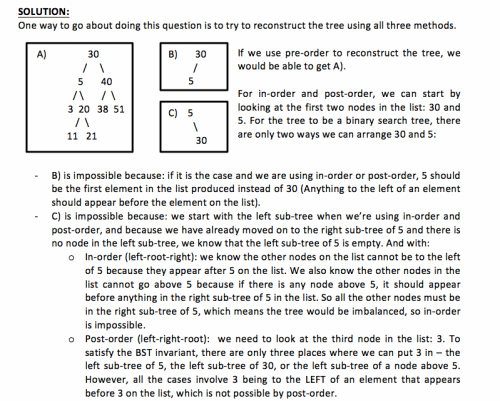 SOLUTION:
One way to go about doing this question is to try to reconstruct the tree using all three methods.
A) 30
/ \
5 40
/\ /\
3 20 38 51
/ \
11 21
B) 30
/
5
C) 5
\
30
If we use pre-order to reconstruct the tree, we
would be able to get A).
For in-order and post-order, we can start by
looking at the first two nodes in the list: 30 and
5. For the tree to be a binary search tree, there
are only two ways we can arrange 30 and 5:
- B) is impossible because: if it is the case and we are using in-order or post-order, 5 should
be the first element in the list produced instead of 30 (Anything to the left of an element
should appear before the element on the list).
- C) is impossible because: we start with the left sub-tree when we're using in-order and
post-order, and because we have already moved on to the right sub-tree of 5 and there is
no node in the left sub-tree, we know that the left sub-tree of 5 is empty. And with:
o In-order (left-root-right): we know the other nodes on the list cannot be to the left
of 5 because they appear after 5 on the list. We also know the other nodes in the
list cannot go above 5 because if there is any node above 5, it should appear
before anything in the right sub-tree of 5 in the list. So all the other nodes must be
in the right sub-tree of 5, which means the tree would be imbalanced, so in-order
is impossible.
o Post-order (left-right-root): we need to look at the third node in the list: 3. To
satisfy the BST invariant, there are only three places where we can put 3 in – the
left sub-tree of 5, the left sub-tree of 30, or the left sub-tree of a node above 5.
However, all the cases involve 3 being to the LEFT of an element that appears
before 3 on the list, which is not possible by post-order.